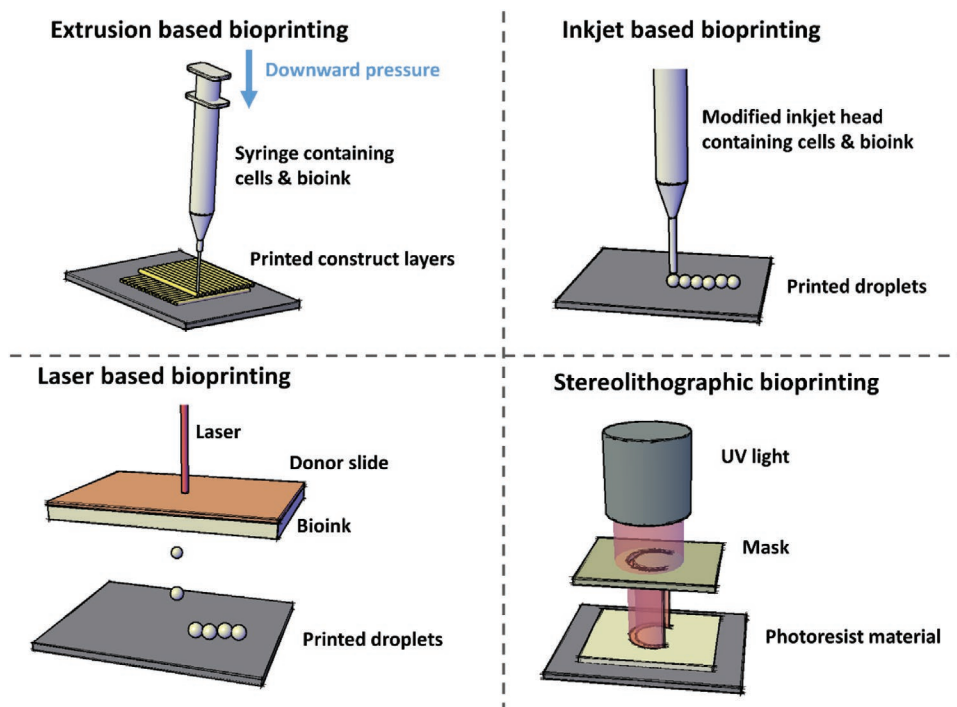 Extrusion based bioprinting
Downward pressure
Syringe containing
cells & bioink
Printed construct layers
Inkjet based bioprinting
Modified inkjet head
containing cells & bioink
Printed droplets
Laser based bioprinting
Laser
Donor slide
Bioink
Printed droplets
Stereolithographic bioprinting
UV light
Mask
Photoresist material